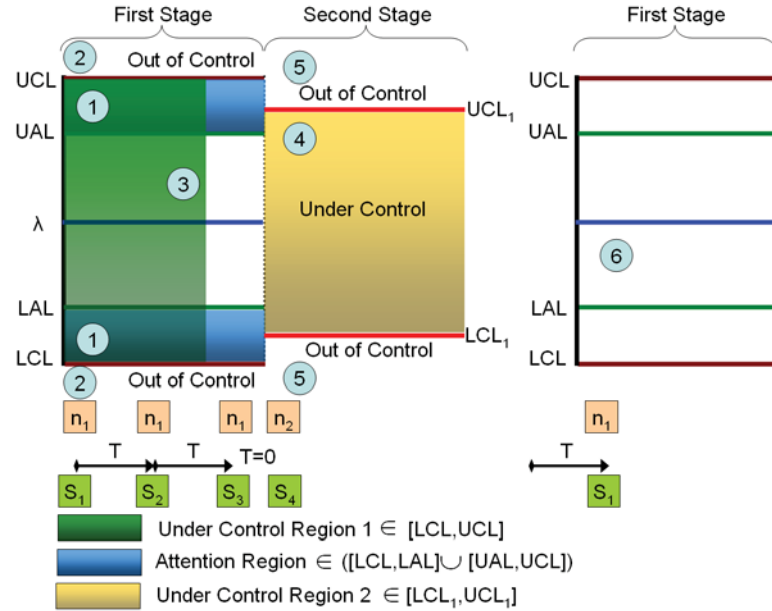 First Stage
Second Stage
First Stage
2
Out of Control
5
UCL
1
Out of Control
UCL₁
UCL
UAL
4
UAL
3
Under Control
λ
λ
6
LAL
LAL
1
LCL₁
LCL
Out of Control
LCL
2
Out of Control
5
n₁
n₁
n₁
n₂
n₁
T
T
T=0
T
S₁
S₂
S₃
S₄
S₁
Under Control Region 1 ∈ [LCL,UCL]
Attention Region ∈ ([LCL,LAL]∪ [UAL,UCL])
Under Control Region 2 ∈ [LCL₁,UCL₁]